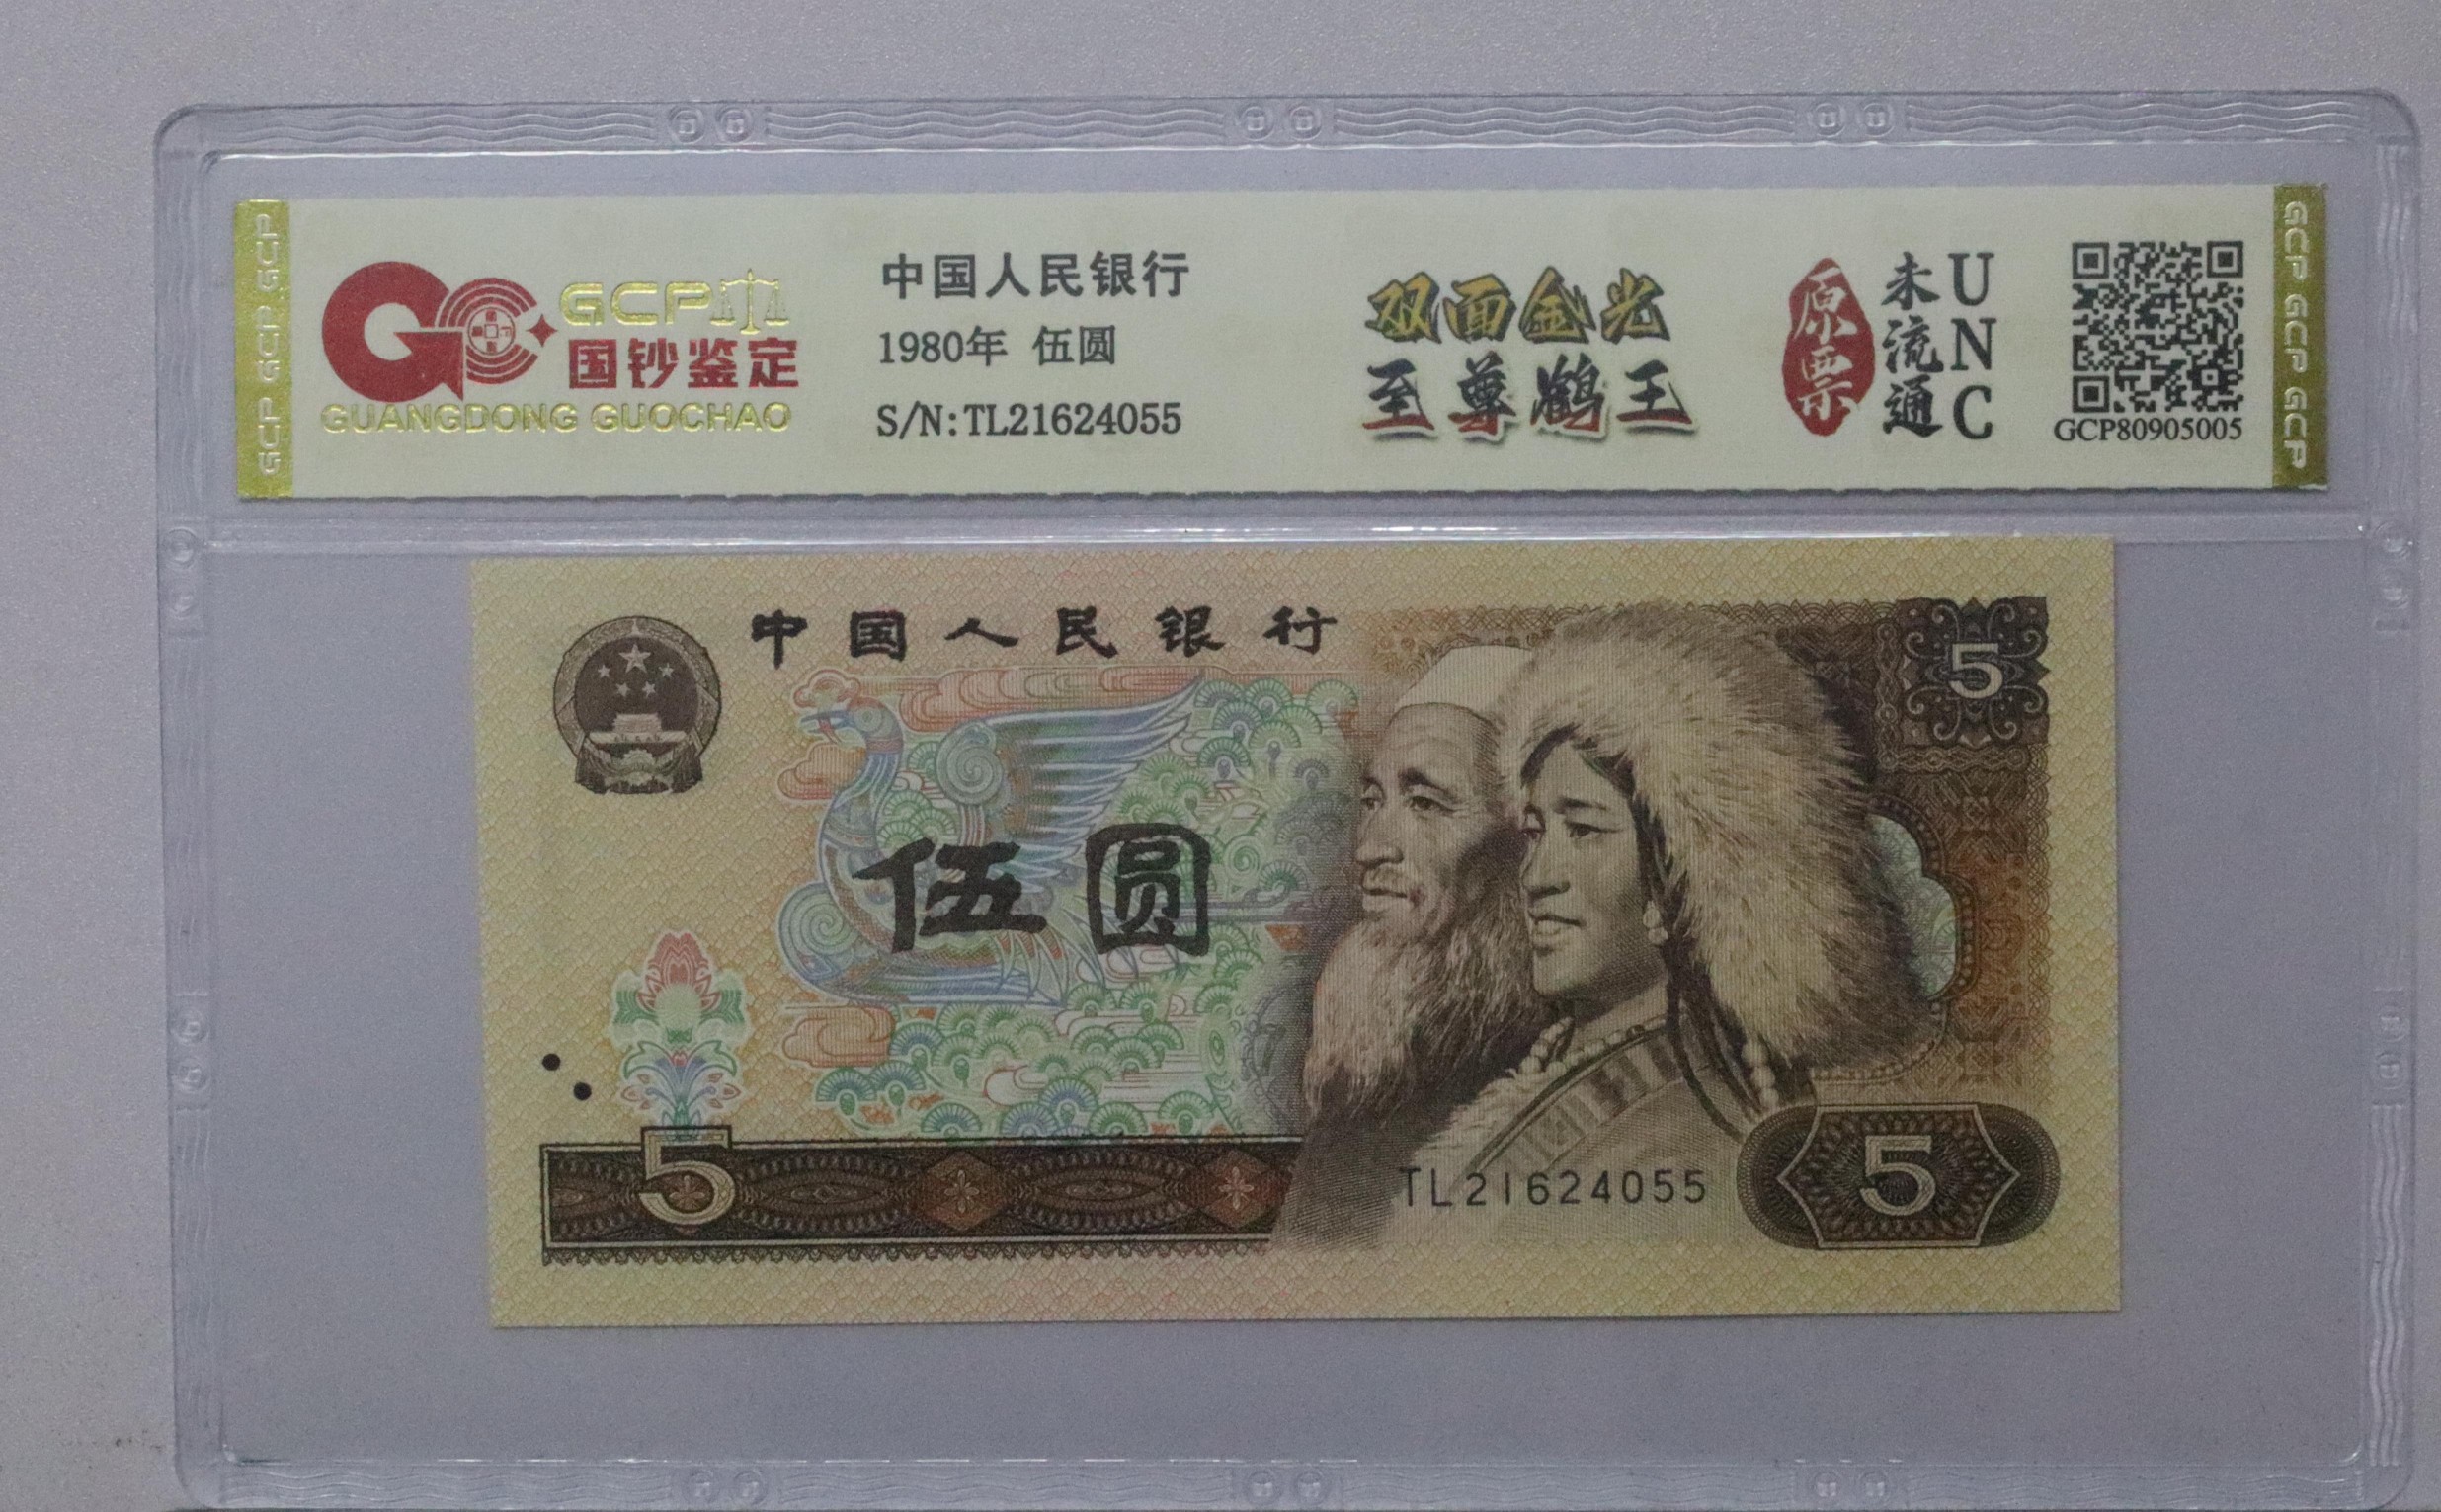 GCP GCP GCP GCP
GCP
国钞鉴定
GUANGDONG GUOCHAO
中国人民银行
1980年 伍圆
S/N:TL21624055
双面金光
至尊鹤王
原票
未流通
UNC
GCP80905005
GCP GCP GCP
中国人民银行
5
伍圆
5
TL21624055
5